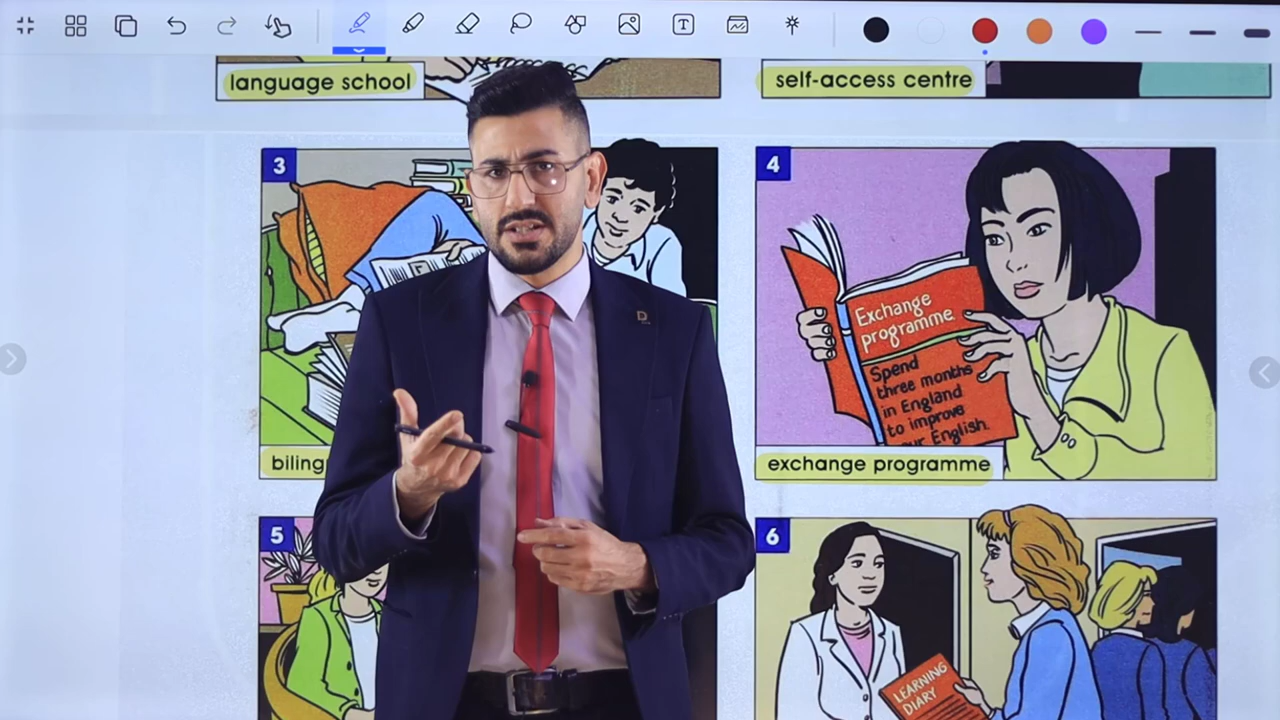 language school
self-access centre
3
4
Exchange
programme
Spend
three months
in England
to improve
English.
exchange programme
5
6
LEARNING
DIARY
D
T